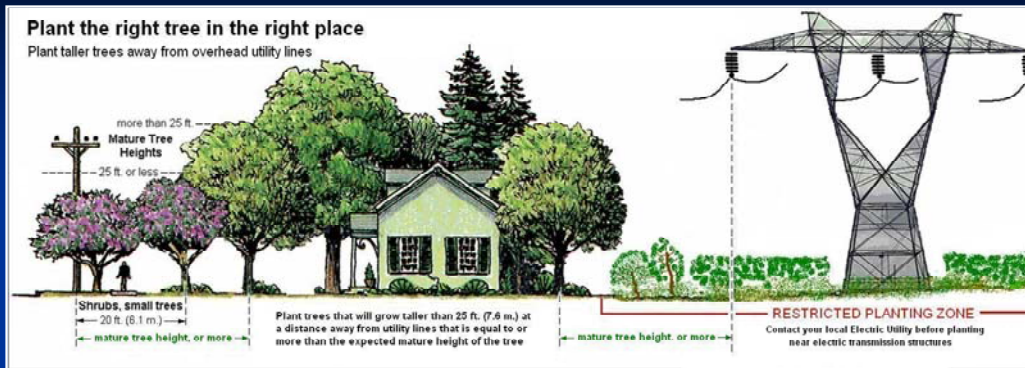 Plant the right tree in the right place
Plant taller trees away from overhead utility lines
more than 25 ft.
Mature Tree
Heights
25 ft. or less
Shrubs, small trees
20 ft. (6.1 m.)
mature tree height, or more
Plant trees that will grow taller than 25 ft. (7.6 m.) at
a distance away from utility lines that is equal to or
more than the expected mature height of the tree
mature tree height, or more
RESTRICTED PLANTING ZONE
Contact your local Electric Utility before planting
near electric transmission structures